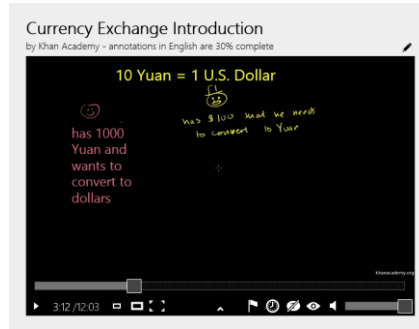 Currency Exchange Introduction
by Khan Academy - annotations in English are 30% complete
10 Yuan = 1 U.S. Dollar
has $100 that he needs
to convert to Yuan
has 1000
Yuan and
wants to
convert to
dollars
khanacademy.org
3:12 /12:03